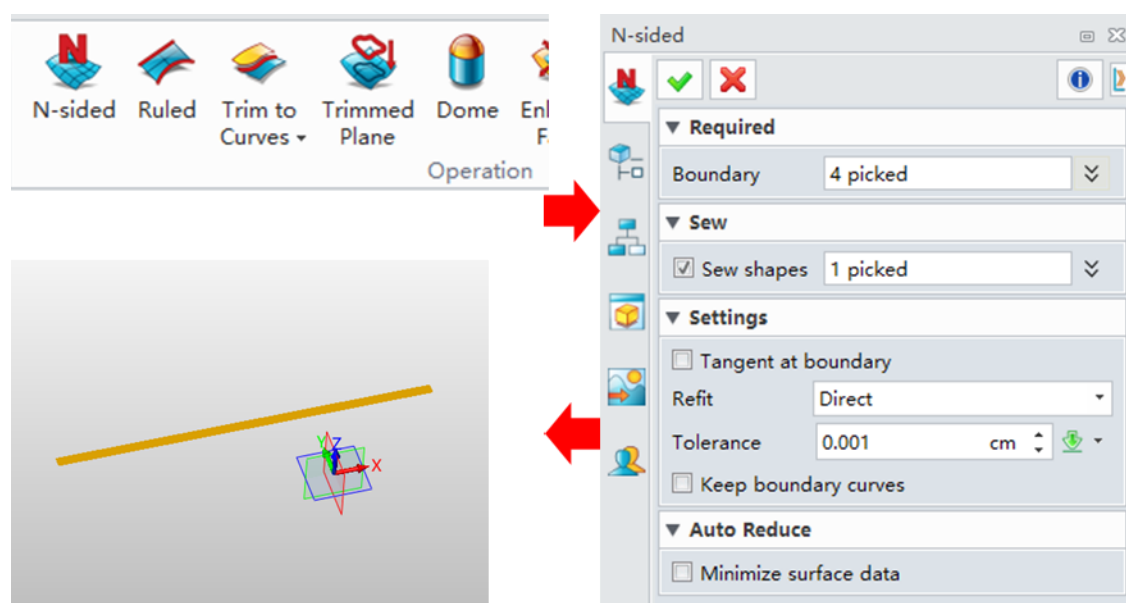 N-sided
Ruled
Trim to
Curves
Trimmed
Plane
Dome
Operation
N-sided
Required
Boundary 4 picked
Sew
Sew shapes 1 picked
Settings
Tangent at boundary
Refit Direct
Tolerance 0.001 cm
Keep boundary curves
Auto Reduce
Minimize surface data
Y Z X